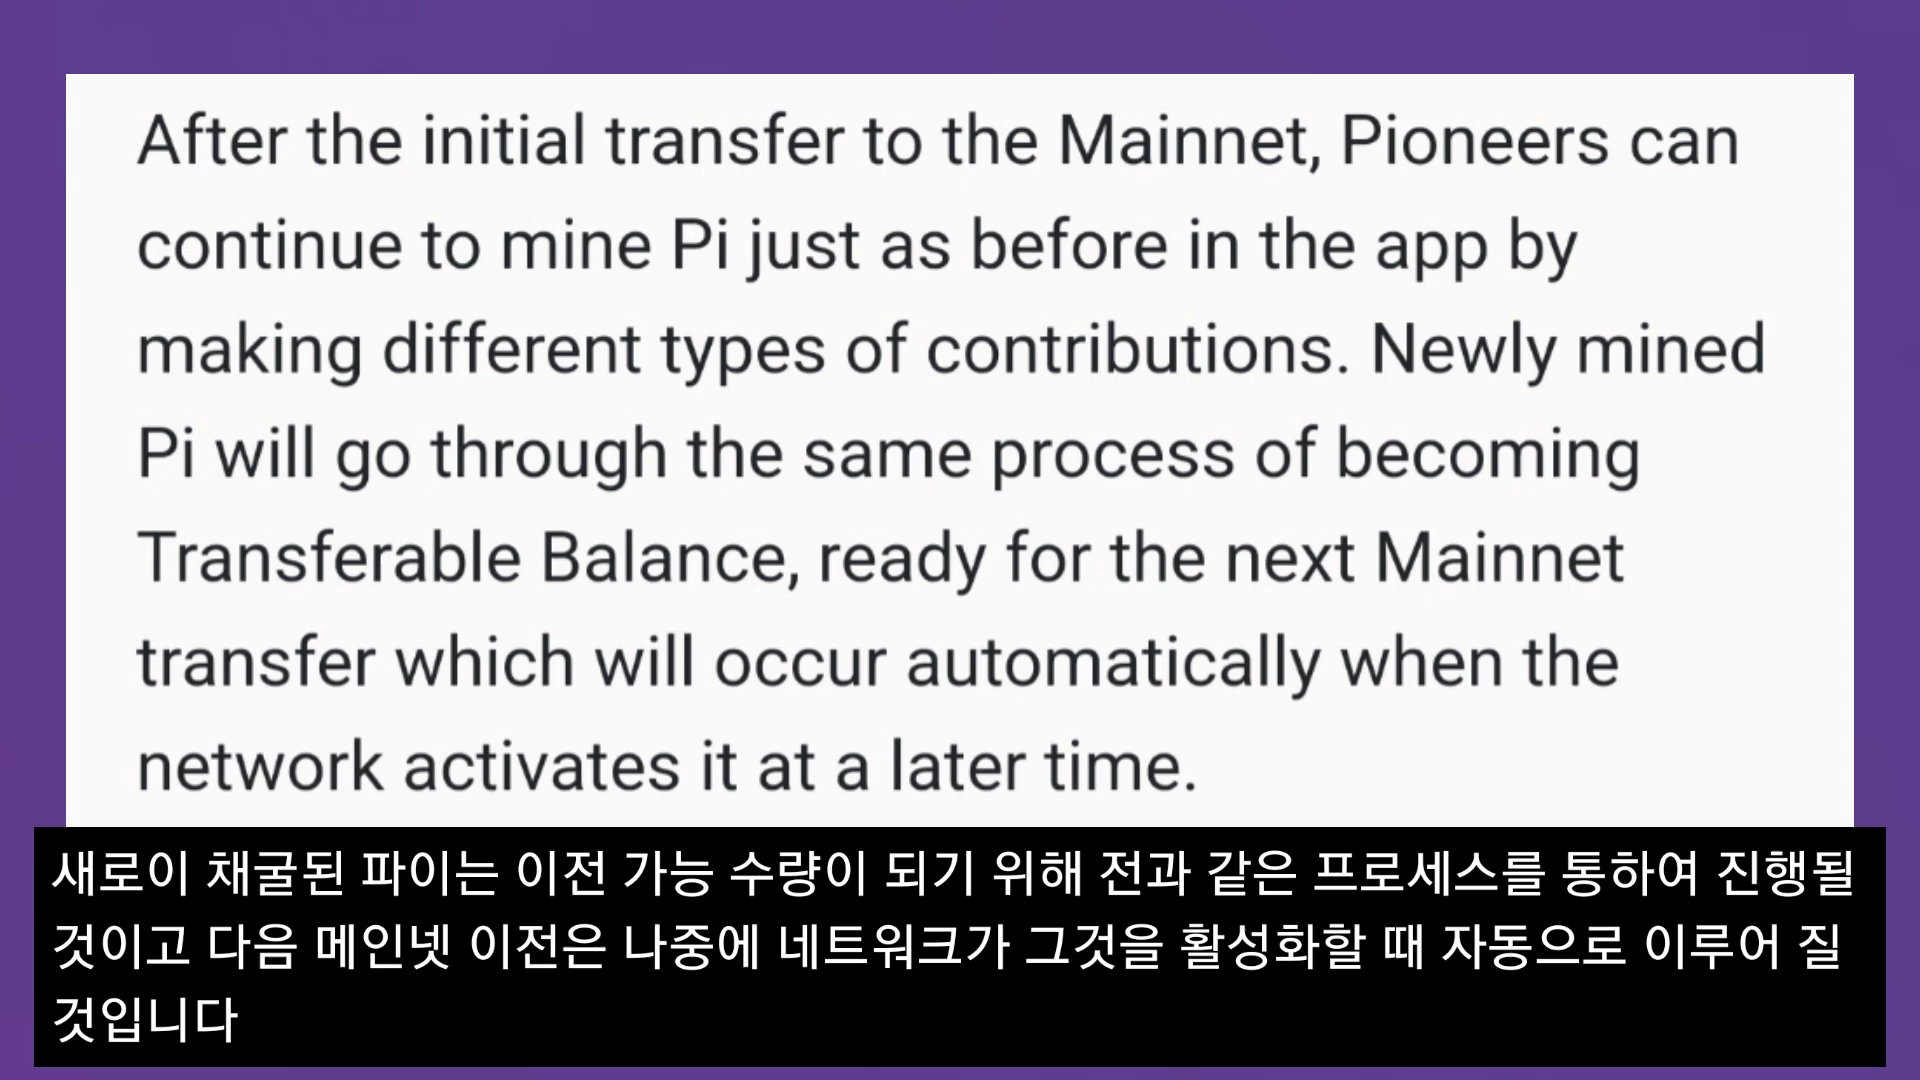 After the initial transfer to the Mainnet, Pioneers can
continue to mine Pi just as before in the app by
making different types of contributions. Newly mined
Pi will go through the same process of becoming
Transferable Balance, ready for the next Mainnet
transfer which will occur automatically when the
network activates it at a later time.
새로이 채굴된 파이는 이전 가능 수량이 되기 위해 전과 같은 프로세스를 통하여 진행될
것이고 다음 메인넷 이전은 나중에 네트워크가 그것을 활성화할 때 자동으로 이루어 질
것입니다